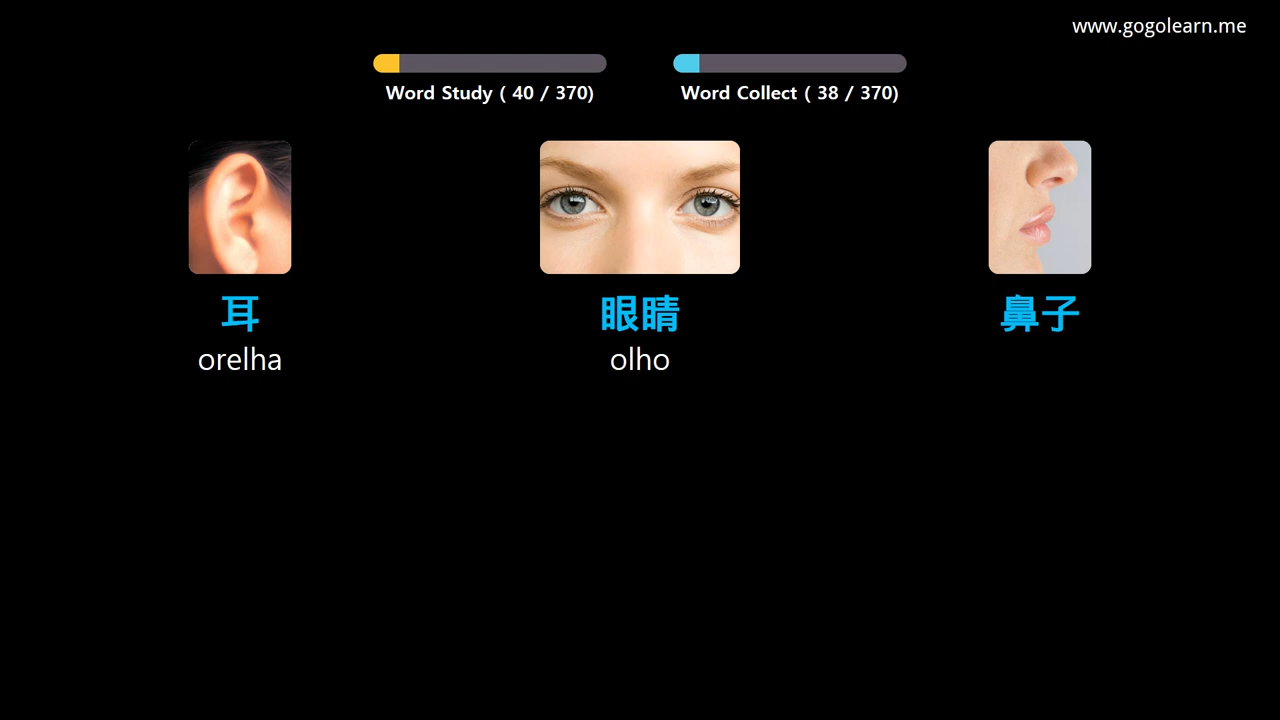 www.gogolearn.me
Word Study ( 40 / 370)
Word Collect ( 38 / 370)
耳
眼睛
鼻子
orelha
olho